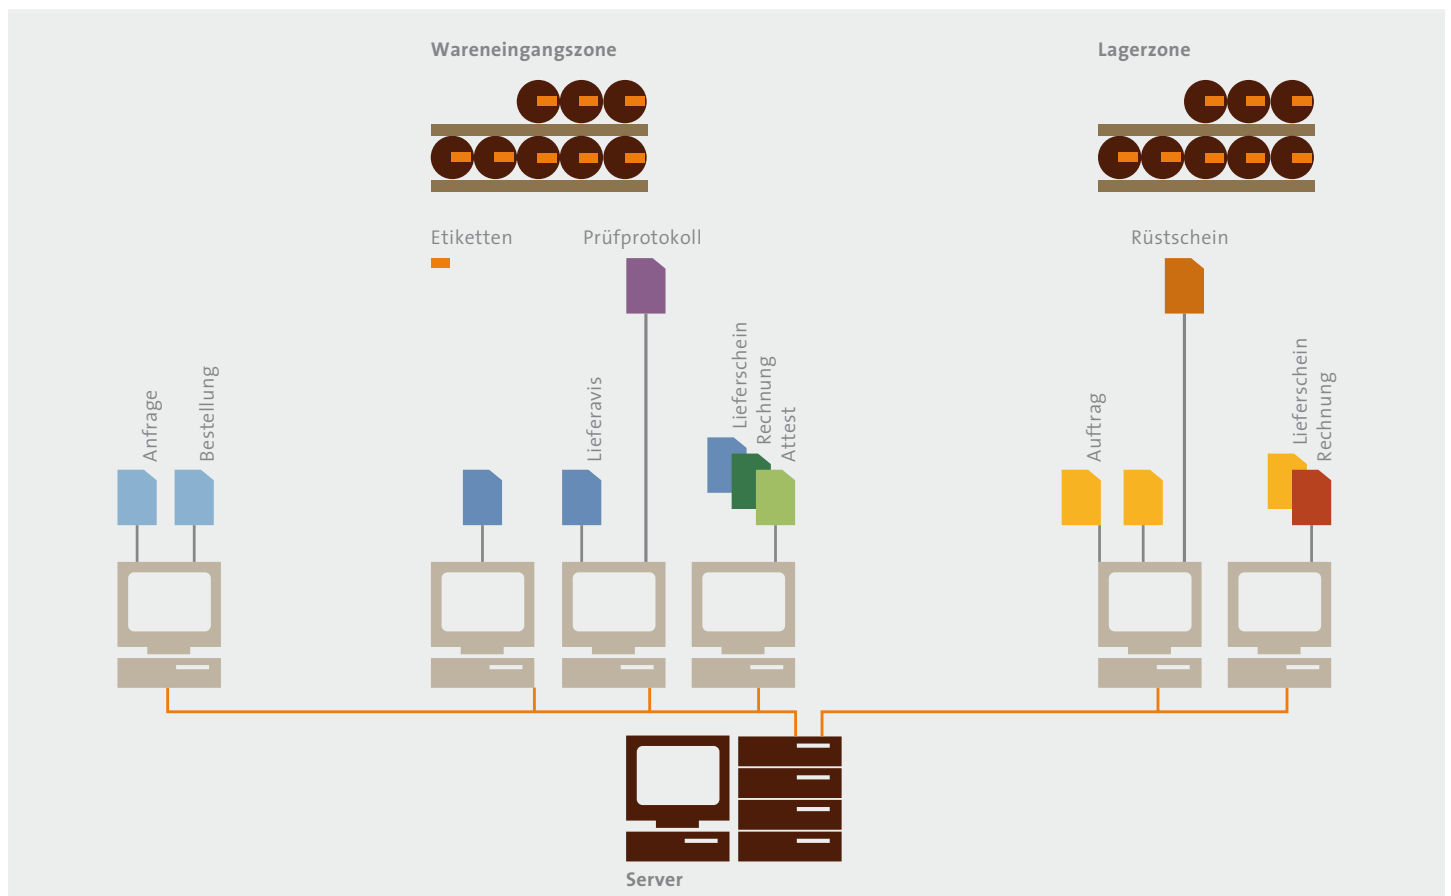 Wareneingangszone
Lagerzone
Etiketten
Prüfprotokoll
Rüstschein
Anfrage
Bestellung
Lieferavis
Lieferschein
Rechnung
Attest
Auftrag
Lieferschein
Rechnung
Server